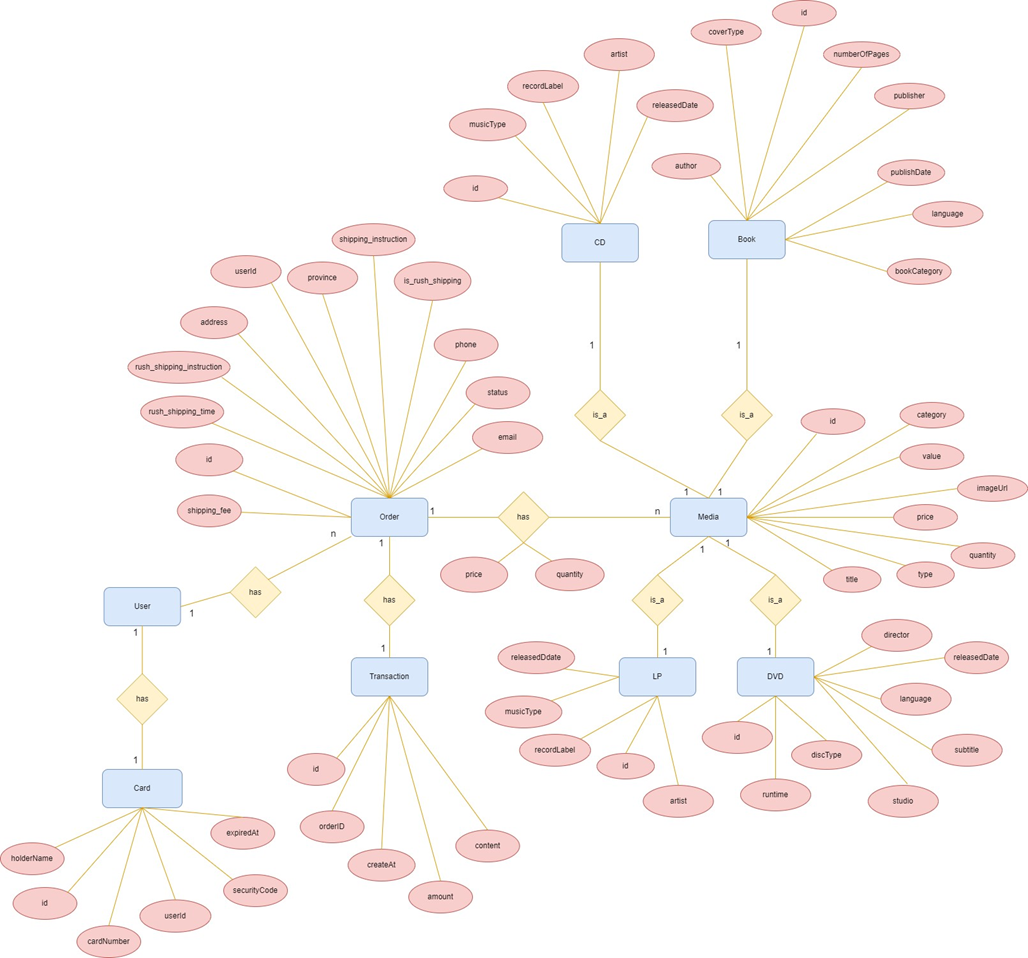 id
coverType
artist
numberOfPages
recordLabel
publisher
releasedDate
musicType
author
publishDate
id
language
shipping_instruction
CD
Book
userId
province
is_rush_shipping
bookCategory
address
phone
1
1
rush_shipping_instruction
status
rush_shipping_time
is_a
is_a
id
category
email
value
id
imageUrl
1
1
shipping_fee
Order
1
has
n
Media
price
n
1
1
1
quantity
price
quantity
title
type
has
has
is_a
is_a
User
1
director
1
1
1
1
releasedDdate
releasedDate
Transaction
LP
DVD
has
musicType
language
id
recordLabel
discType
subtitle
1
id
id
Card
artist
runtime
studio
orderID
expiredAt
content
holderName
createAt
securityCode
amount
id
userId
cardNumber